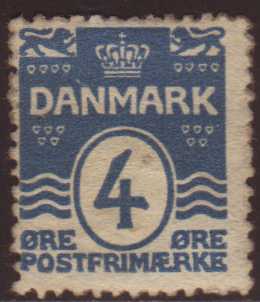 DANMARK
4
ØRE ØRE
POSTFRIMÆRKE